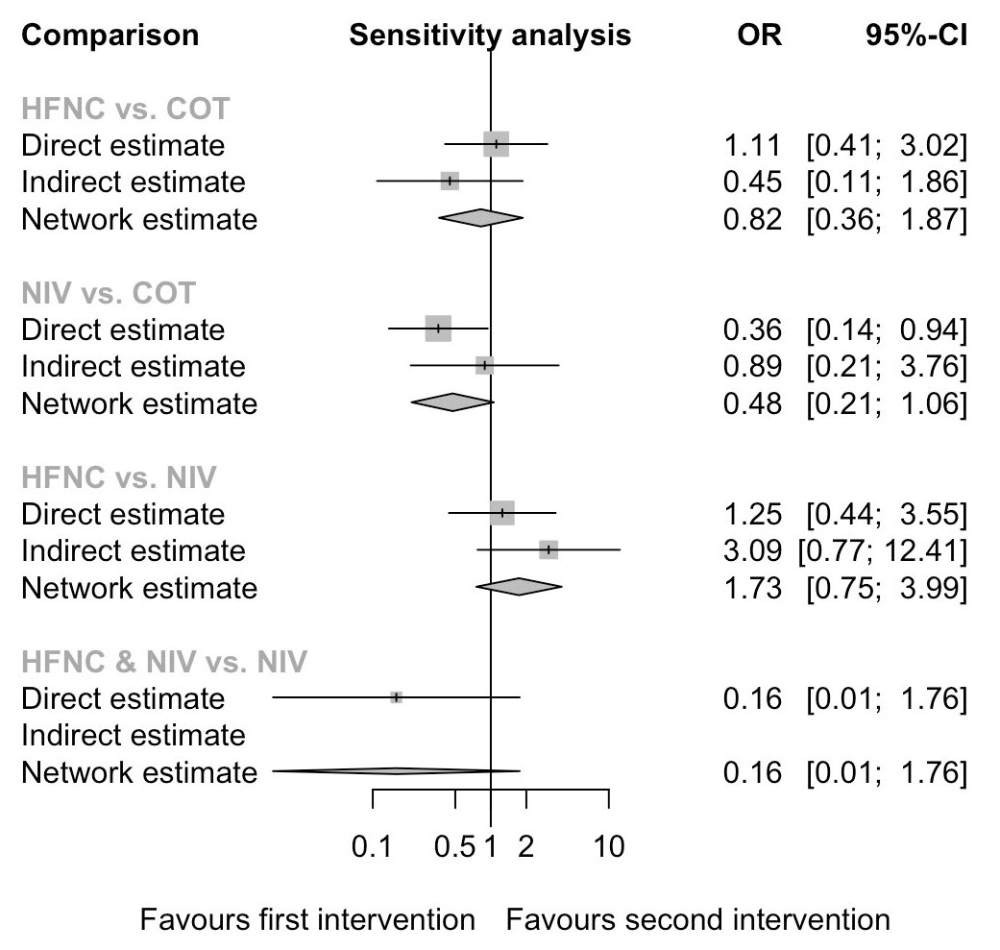 Comparison Sensitivity analysis OR 95%-CI
HFNC vs. COT
Direct estimate 1.11 [0.41; 3.02]
Indirect estimate 0.45 [0.11; 1.86]
Network estimate 0.82 [0.36; 1.87]
NIV vs. COT
Direct estimate 0.36 [0.14; 0.94]
Indirect estimate 0.89 [0.21; 3.76]
Network estimate 0.48 [0.21; 1.06]
HFNC vs. NIV
Direct estimate 1.25 [0.44; 3.55]
Indirect estimate 3.09 [0.77; 12.41]
Network estimate 1.73 [0.75; 3.99]
HFNC & NIV vs. NIV
Direct estimate 0.16 [0.01; 1.76]
Indirect estimate
Network estimate 0.16 [0.01; 1.76]
0.1 0.5 1 2 10
Favours first intervention Favours second intervention